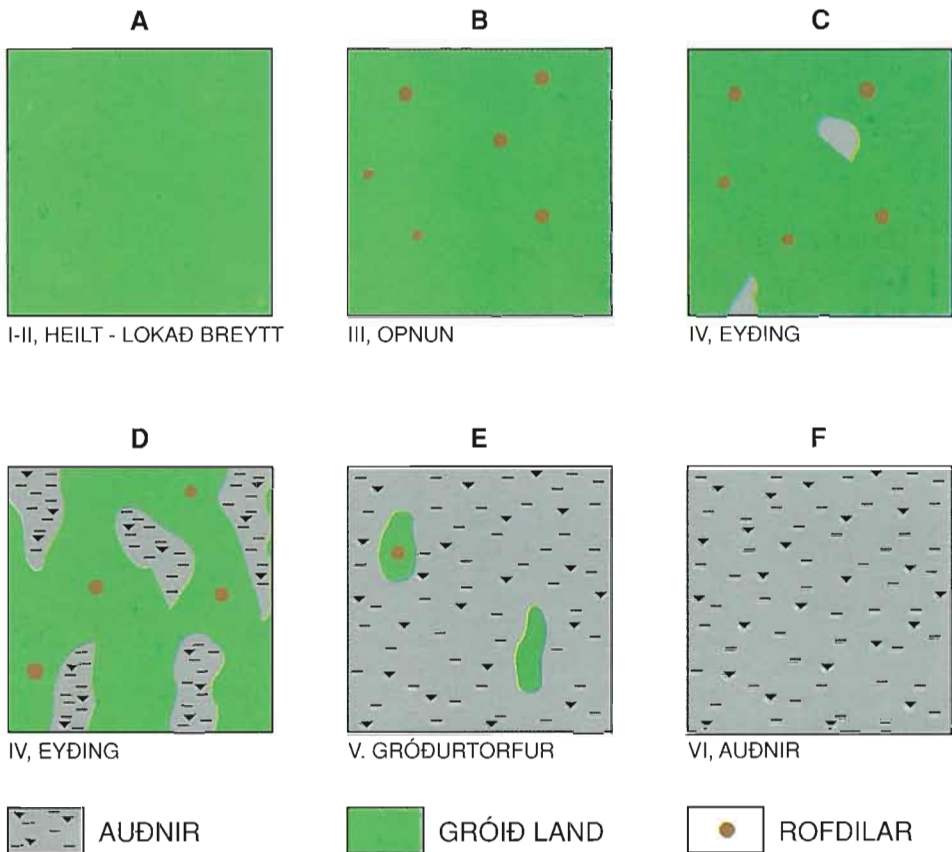 A B C
I-II, HEILT - LOKAÐ BREYTT III, OPNUN IV, EYÐING
D E F
IV, EYÐING V. GRÓÐURTORFUR VI, AUÐNIR
AUÐNIR GRÓIÐ LAND ROFDILAR